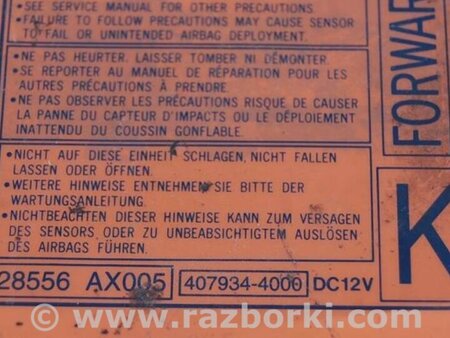 •SEE SERVICE MANUAL FOR OTHER PRECAUTIONS.
•FAILURE TO FOLLOW PRECAUTIONS MAY CAUSE SENSOR
TO FAIL OR UNINTENDED AIRBAG DEPLOYMENT.
•NE PAS HEURTER. LAISSER TOMBER NI DÉMONTER.
•SE REPORTER AU MANUEL DE RÉPARATION POUR LES
AUTRES PRÉCAUTIONS À PRENDRE.
•NE PAS OBSERVER LES PRÉCAUTIONS RISQUE DE CAUSER
LA PANNE DU CAPTEUR D'IMPACTS OU LE DÉPLOIEMENT
INATTENDU DU COUSSIN GONFLABLE.
•NICHT AUF DIESE EINHEIT SCHLAGEN, NICHT FALLEN
LASSEN ODER ÖFFNEN.
•WEITERE HINWEISE ENTNEHMEN SIE BITTE DER
WARTUNGSANLEITUNG.
•NICHTBEACHTEN DIESER HINWEISE KANN ZUM VERSAGEN
DES SENSORS ODER ZU UNBEABSICHTIGTEM AUSLÖSEN
DES AIRBAGS FÜHREN.
28556 AX005 407934-4000 DC12V
FORWAR
K
www.razborki.com